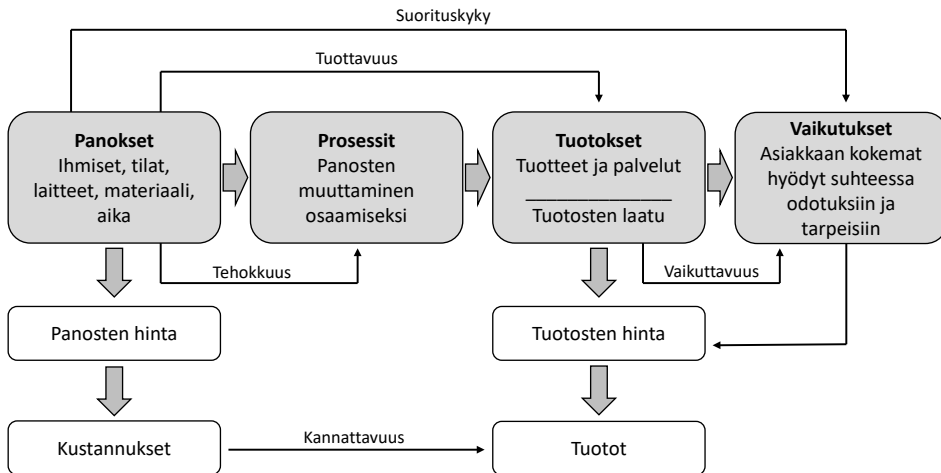 Suorituskyky
Tuottavuus
Panokset
Ihmiset, tilat,
laitteet, materiaali,
aika
Prosessit
Panosten
muuttaminen
osaamiseksi
Tuotokset
Tuotteet ja palvelut
Tuotosten laatu
Vaikutukset
Asiakkaan kokemat
hyödyt suhteessa
odotuksiin ja
tarpeisiin
Tehokkuus
Vaikuttavuus
Panosten hinta
Tuotosten hinta
Kustannukset
Kannattavuus
Tuotot